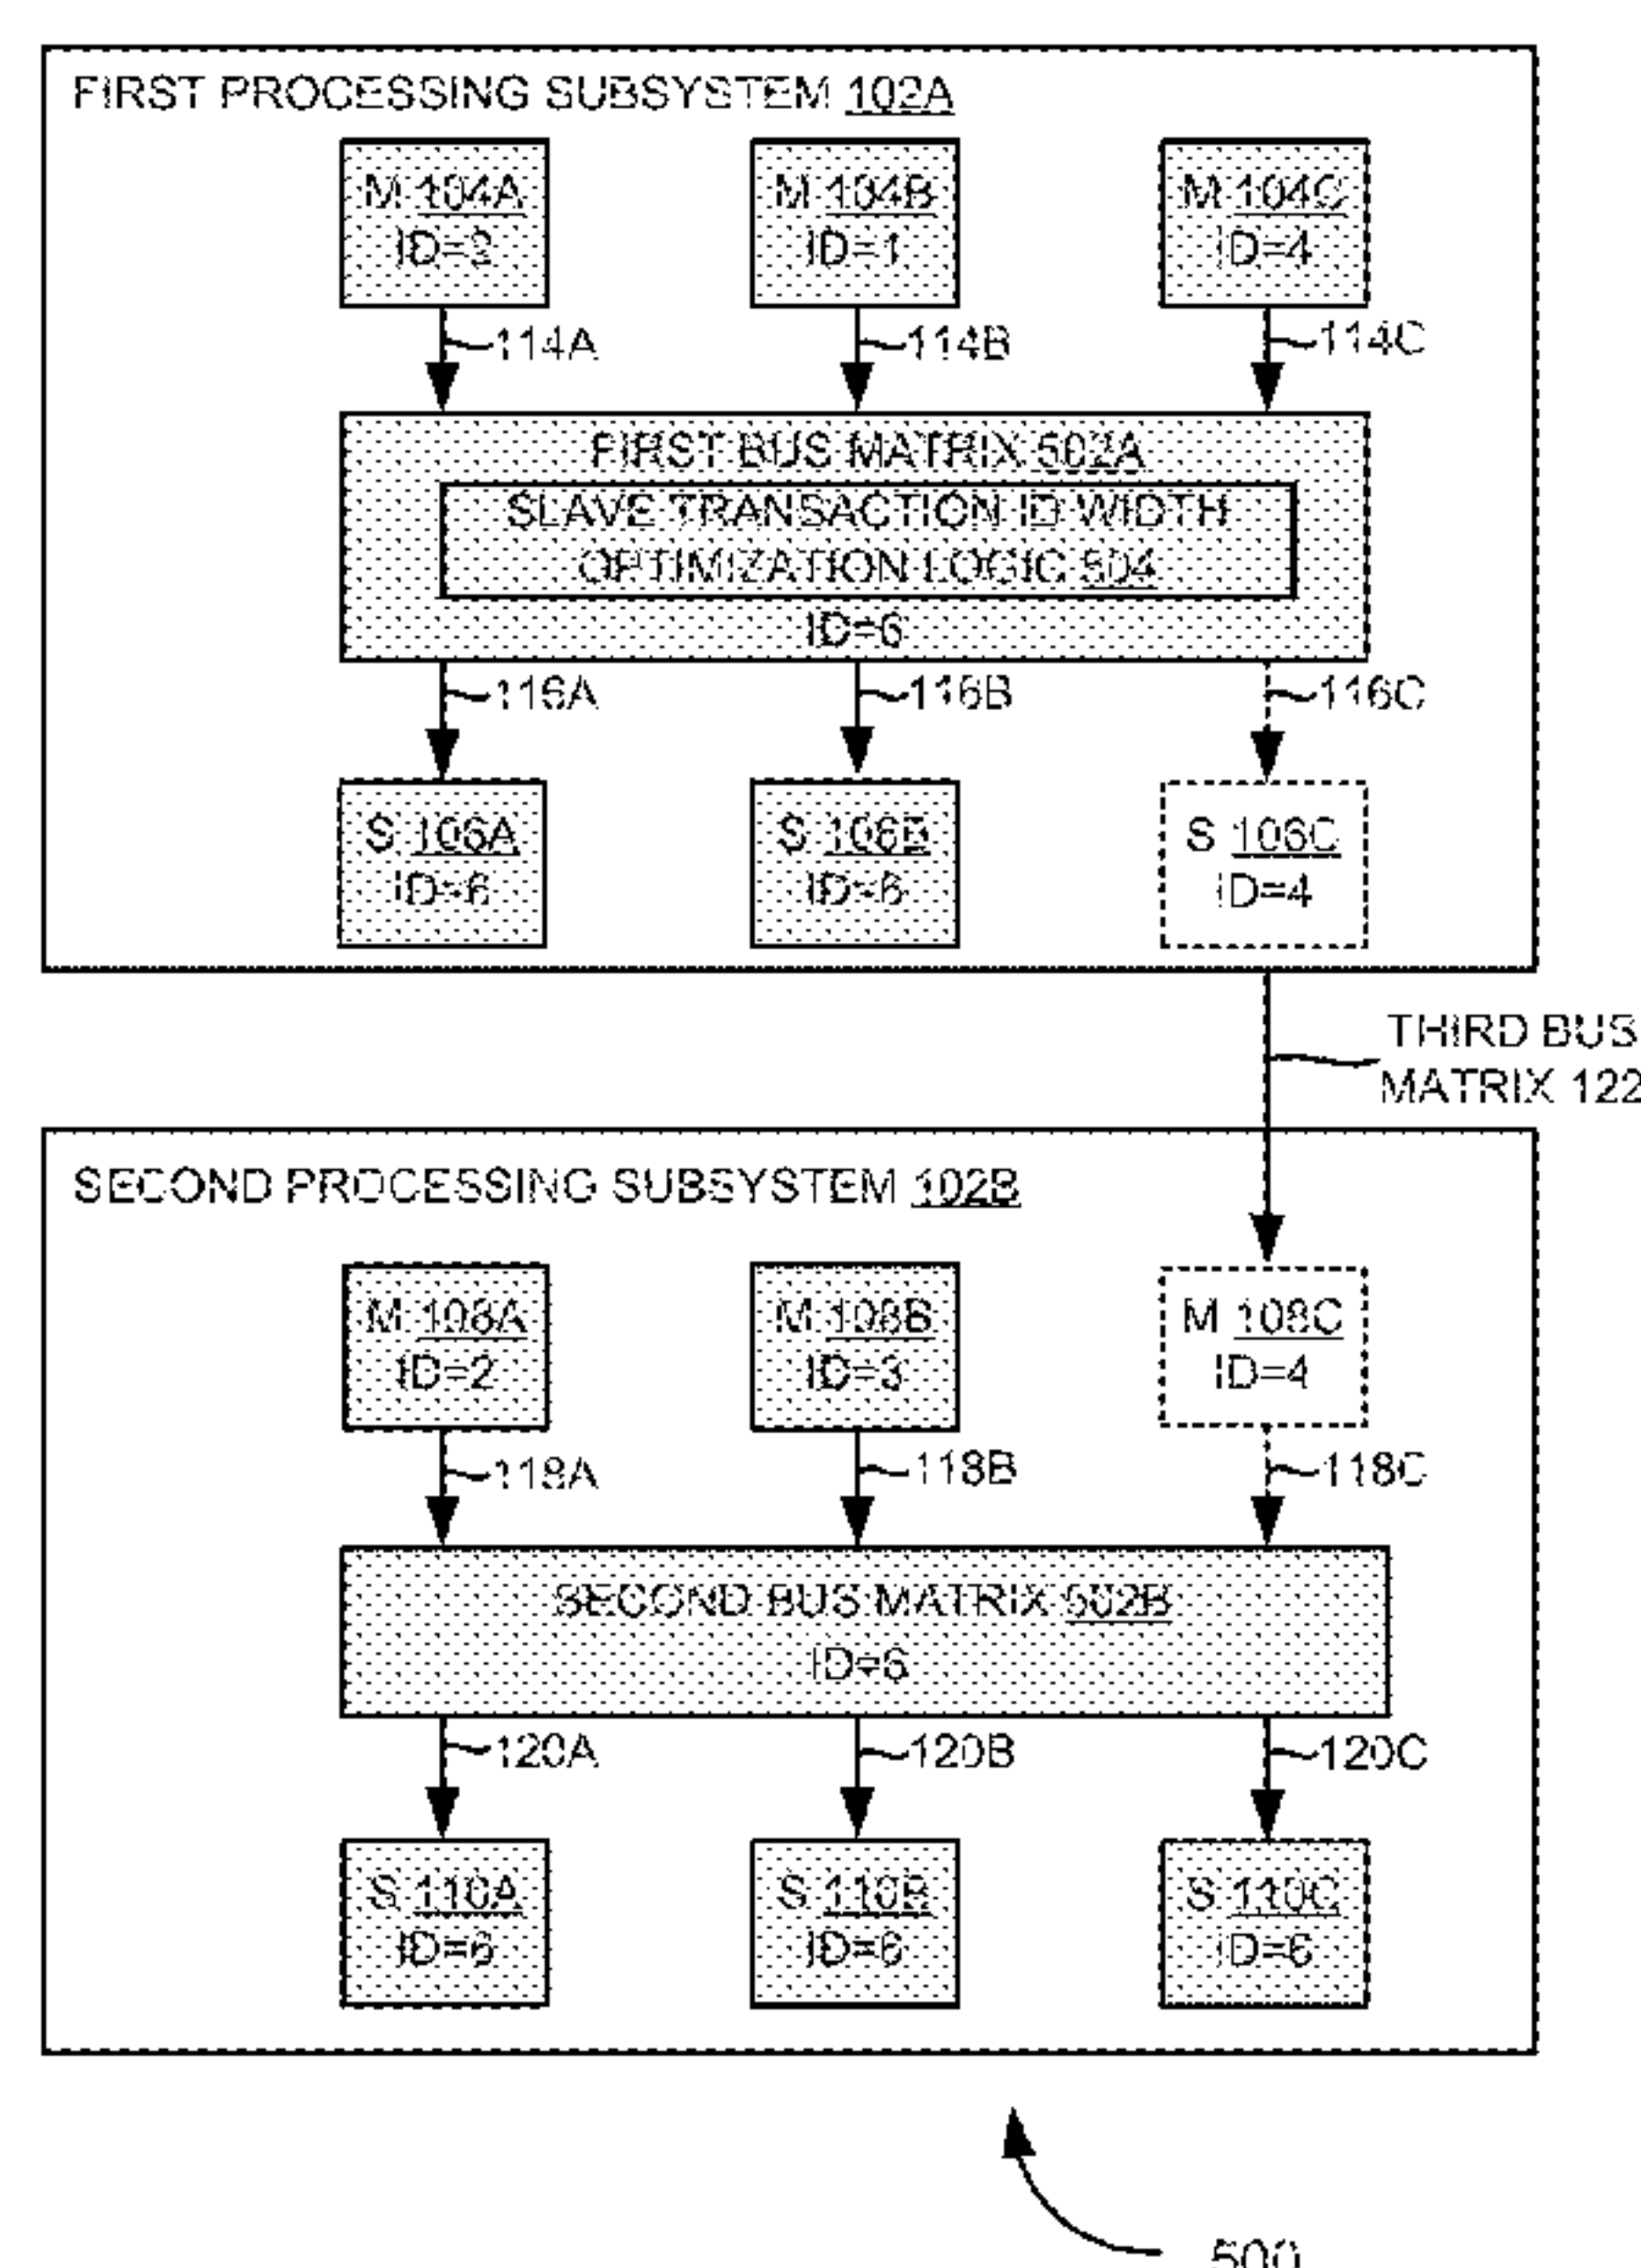 FIRST PROCESSING SUBSYSTEM 102A
M 104A
ID=2
M 104B
ID=1
M 104C
ID=4
114A
114B
114C
FIRST BUS MATRIX 502A
SLAVE TRANSACTION ID WIDTH
OPTIMIZATION LOGIC 504
ID=6
116A
116B
116C
S 106A
ID=6
S 106B
ID=6
S 106C
ID=4
THIRD BUS
MATRIX 122
SECOND PROCESSING SUBSYSTEM 102B
M 108A
ID=2
M 108B
ID=3
M 108C
ID=4
118A
118B
118C
SECOND BUS MATRIX 502B
ID=6
120A
120B
120C
S 110A
ID=6
S 110B
ID=6
S 110C
ID=6
500